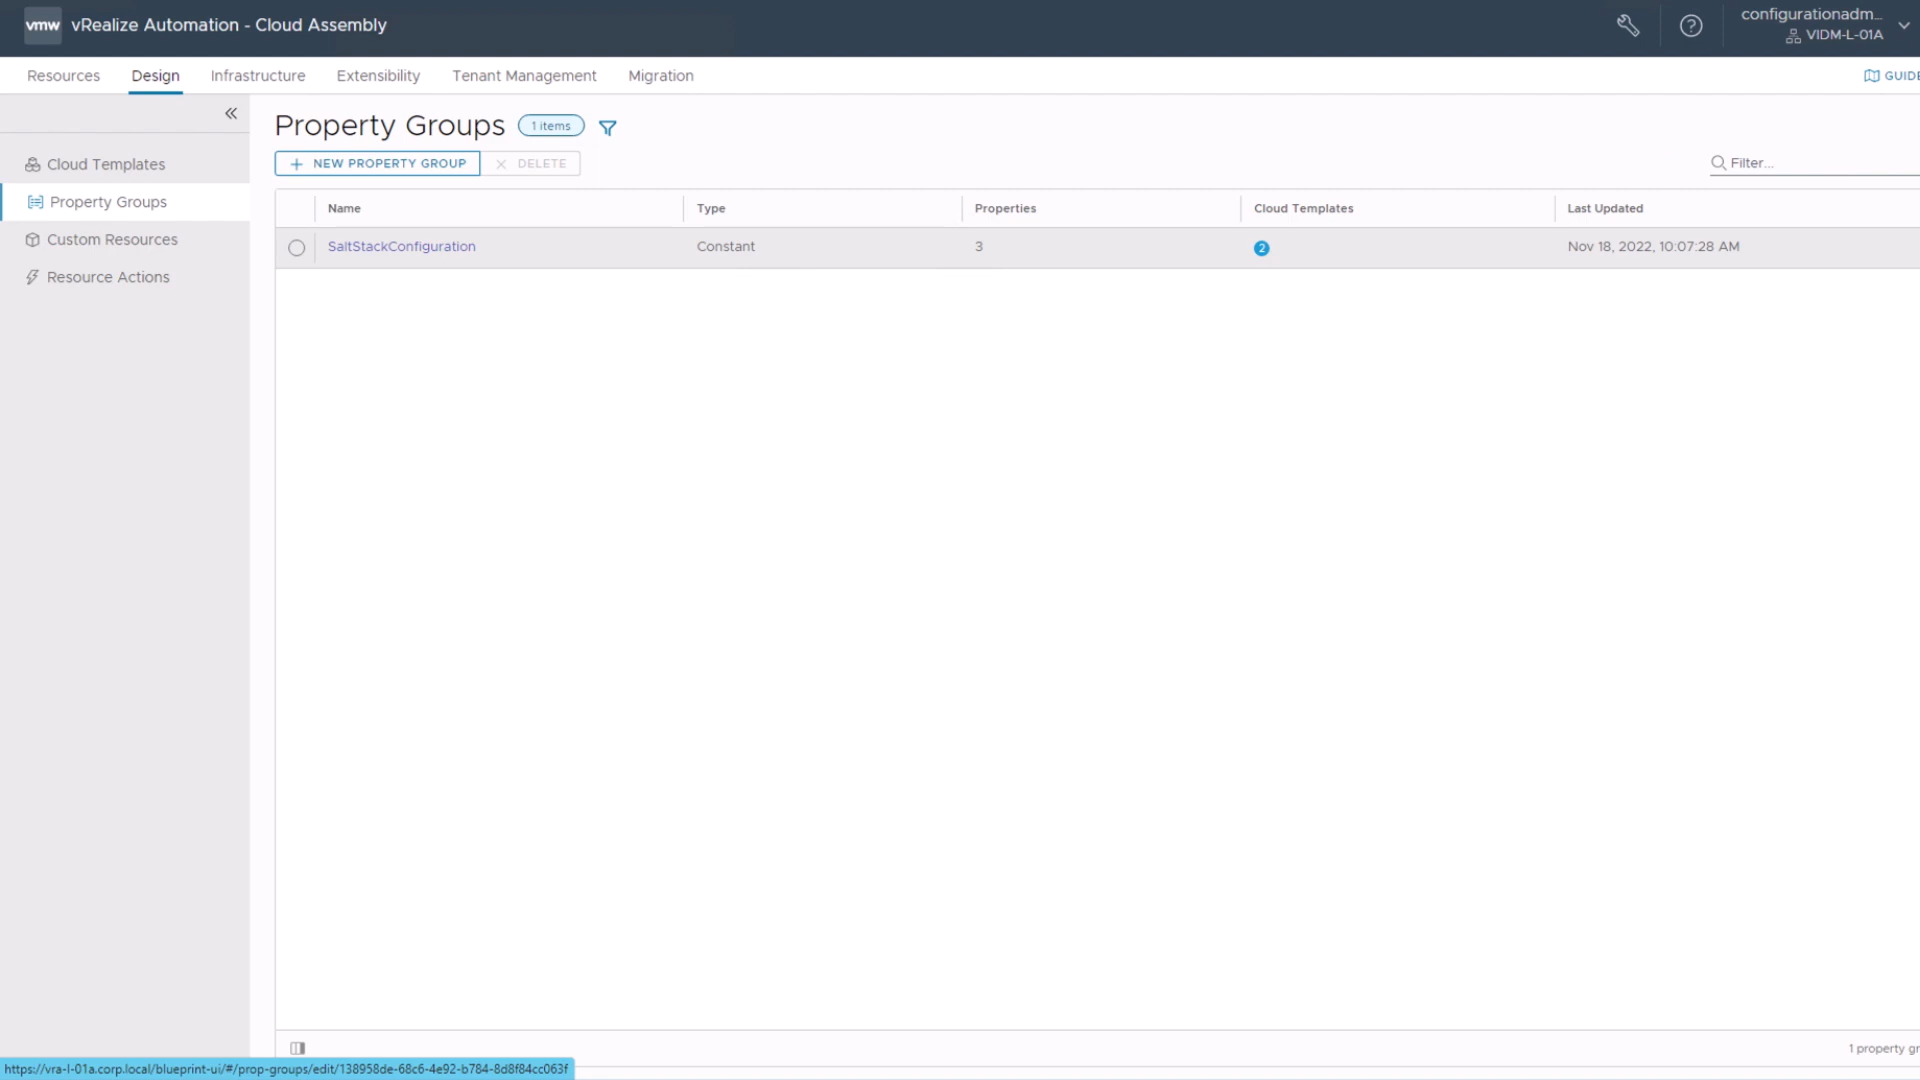 vmw vRealize Automation - Cloud Assembly
configurationadm...
VIDM-L-01A
Resources Design Infrastructure Extensibility Tenant Management Migration
GUIDE
Property Groups 1 items
Cloud Templates
NEW PROPERTY GROUP DELETE
Filter...
Property Groups
Name Type Properties Cloud Templates Last Updated
Custom Resources
SaltStackConfiguration Constant 3 2 Nov 18, 2022, 10:07:28 AM
Resource Actions
1 property gr
https://vra-l-01a.corp.local/blueprint-ui/#/prop-groups/edit/138958de-68c6-4e92-b784-8d8f84cc063f